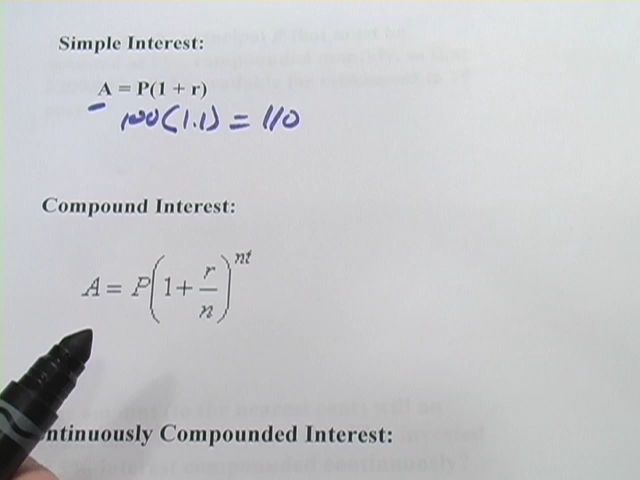 Simple Interest:
A = P(1 + r)
100(1.1) = 110
Compound Interest:
A = P(1 + r/n)^nt
ntinuously Compounded Interest: